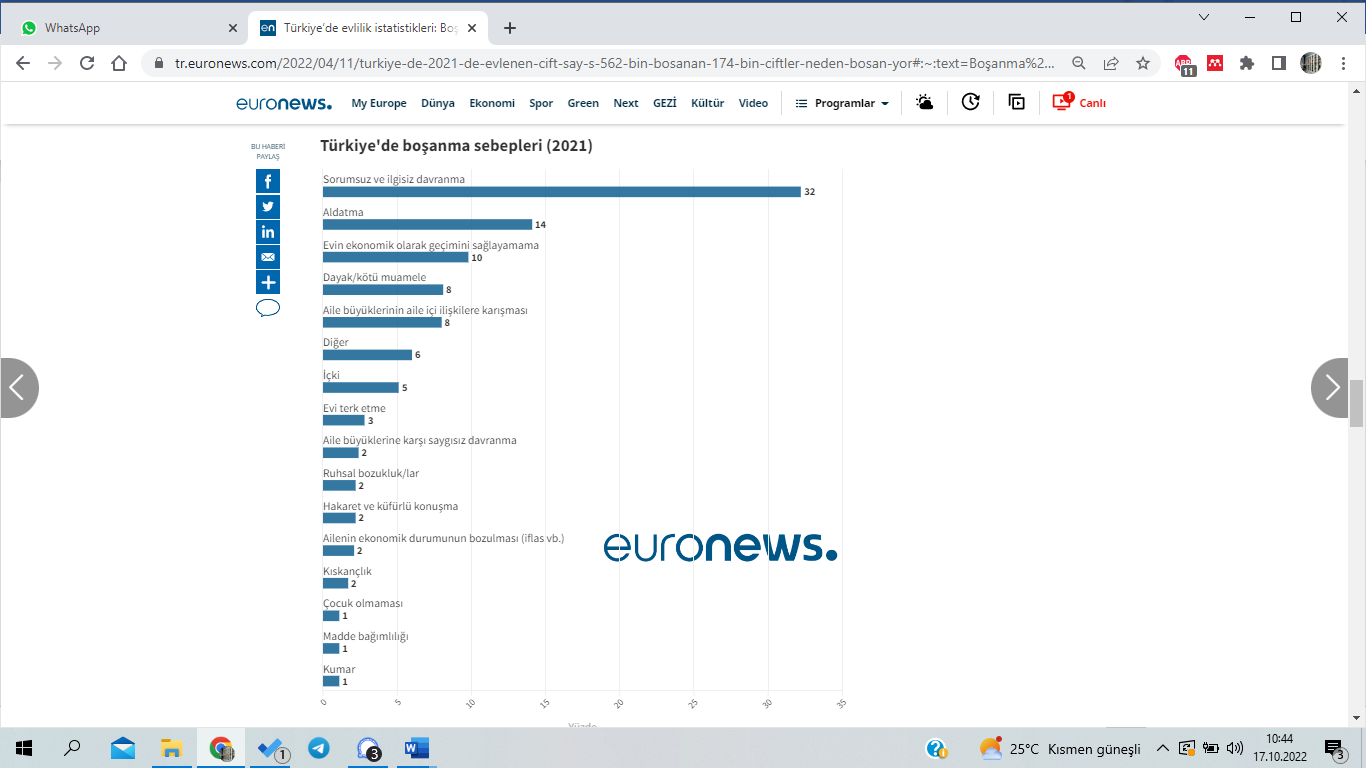 WhatsApp
Türkiye'de evlilik istatistikleri: Boş
tr.euronews.com/2022/04/11/turkiye-de-2021-de-evlenen-cift-say-s-562-bin-bosanan-174-bin-ciftler-neden-bosan-yor#:~:text=Boşanma%2...
11
euronews.
My Europe
Dünya
Ekonomi
Spor
Green
Next
GEZİ
Kültür
Video
Programlar
1
Canlı
BU HABERİ
PAYLAŞ
Türkiye'de boşanma sebepleri (2021)
Sorumsuz ve ilgisiz davranma
32
Aldatma
14
Evin ekonomik olarak geçimini sağlayamama
10
Dayak/kötü muamele
8
Aile büyüklerinin aile içi ilişkilere karışması
8
Diğer
6
İçki
5
Evi terk etme
3
Aile büyüklerine karşı saygısız davranma
2
Ruhsal bozukluk/lar
2
Hakaret ve küfürlü konuşma
2
Ailenin ekonomik durumunun bozulması (iflas vb.)
2
euronews.
Kıskançlık
2
Çocuk olmaması
1
Madde bağımlılığı
1
Kumar
1
0 5 10 15 20 25 30 35
Yüzde
1
3
25°C Kısmen güneşli
10:44
17.10.2022
3